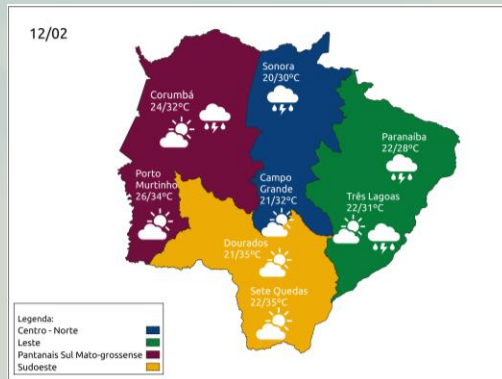 12/02
Sonora
20/30ºC
Corumbá
24/32ºC
Paranaíba
22/28ºC
Porto
Murtinho
26/34ºC
Campo
Grande
21/32ºC
Três Lagoas
22/31ºC
Dourados
21/35ºC
Sete Quedas
22/35ºC
Legenda:
Centro - Norte
Leste
Pantanais Sul Mato-grossense
Sudoeste